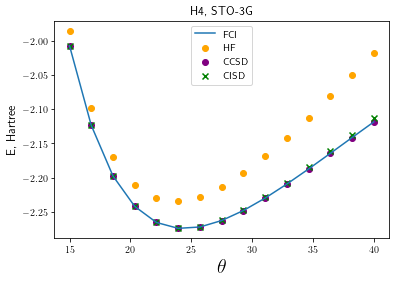 H4, STO-3G
E, Hartree
−2.00
−2.05
−2.10
−2.15
−2.20
−2.25
FCI
HF
CCSD
CISD
15 20 25 30 35 40
θ